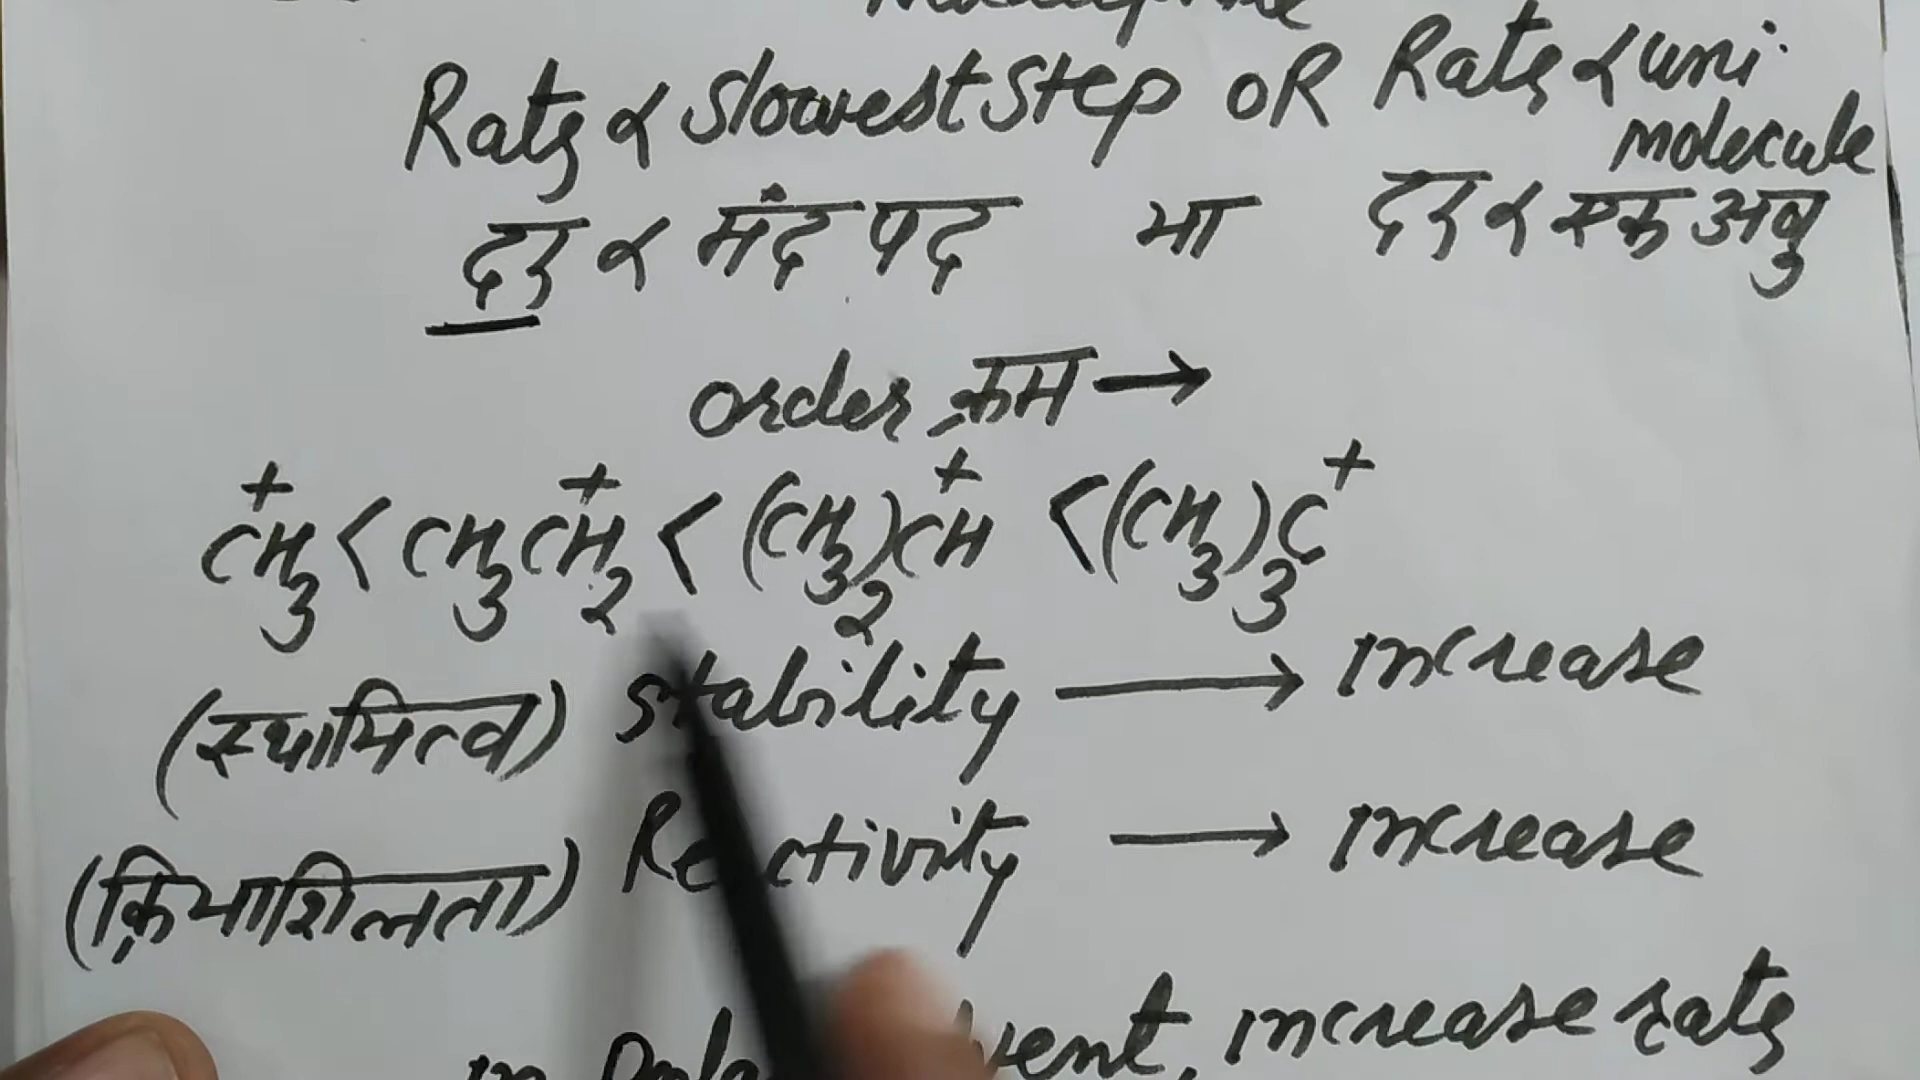 Rate ∝ slowest step OR Rate ∝ uni
molecule
दर ∝ मंद पद या दर ∝ एक अणु
order क्रम →
C⁺H₃ < CH₃C⁺H₂ < (CH₃)₂C⁺H < (CH₃)₃C⁺
(स्थायित्व) stability → increase
(क्रियाशिलता) Reactivity → increase
in increase rate